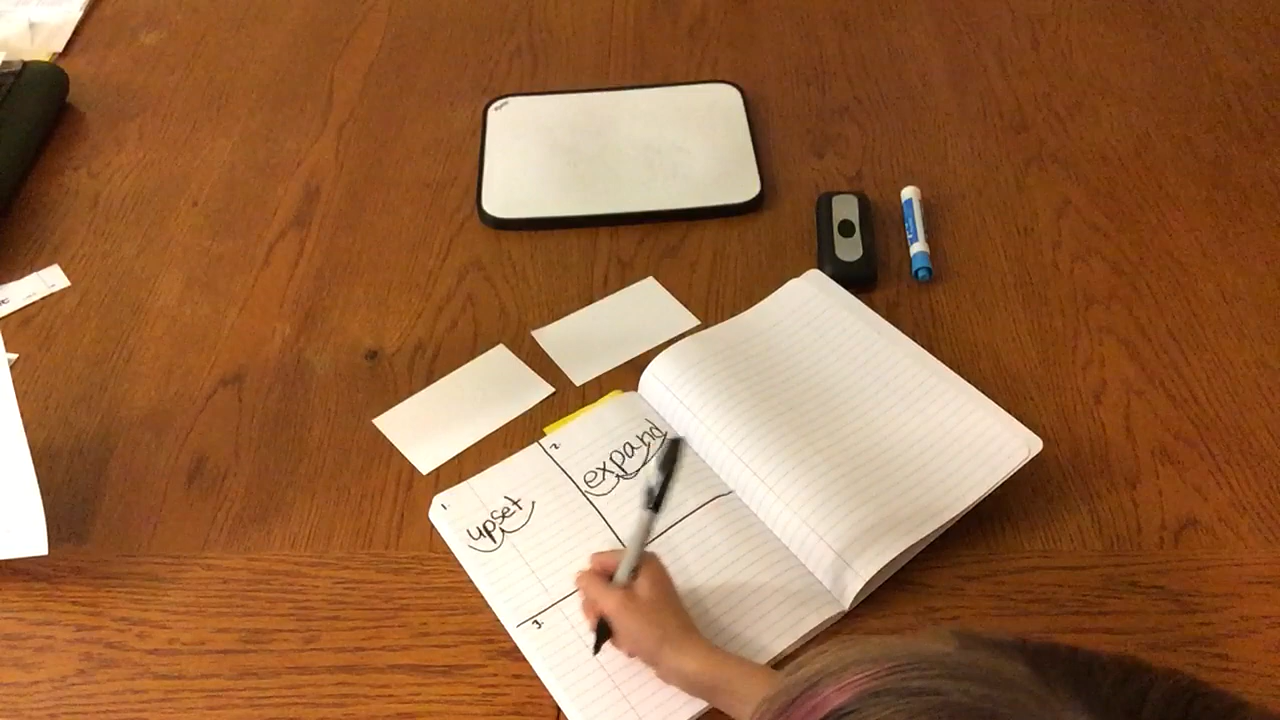 1.
upset
2.
expand
3.